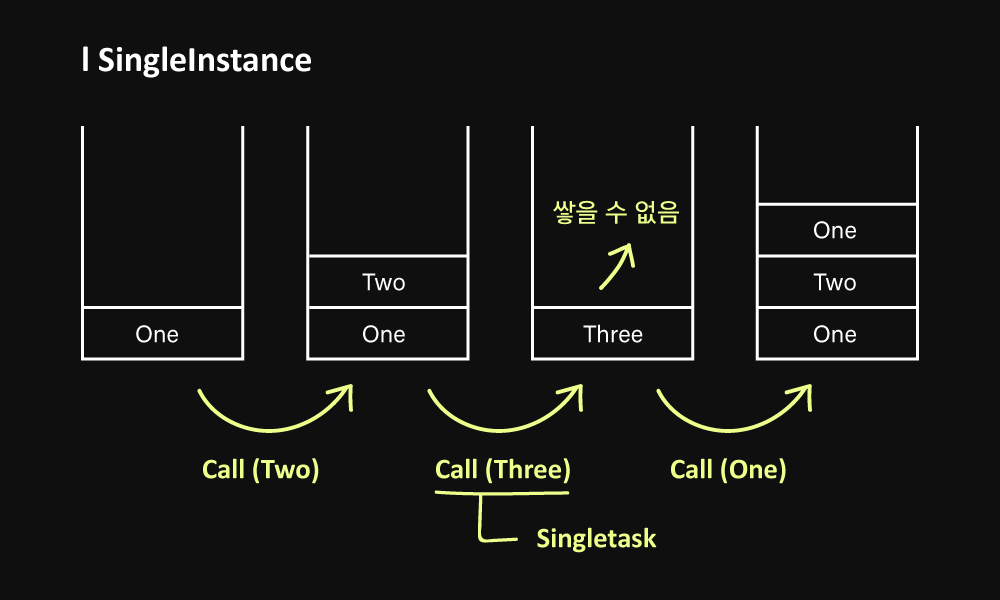 l SingleInstance
One
Two
One
쌓을 수 없음
Three
One
Two
One
Call (Two)
Call (Three)
Call (One)
Singletask